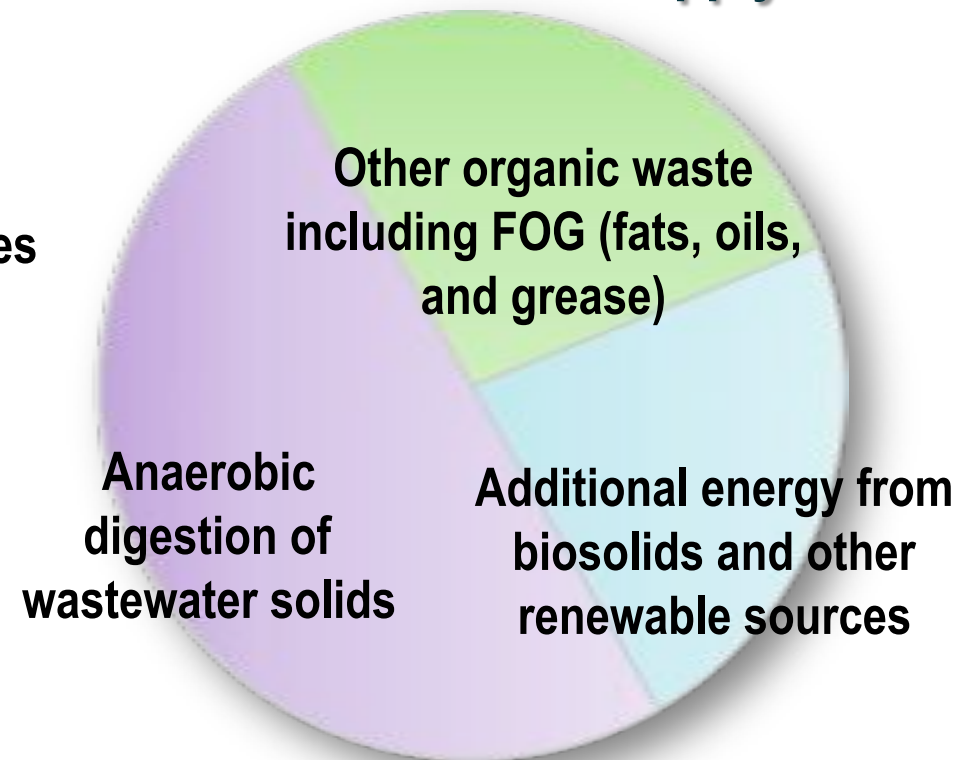 Other organic waste
including FOG (fats, oils,
and grease)
Anaerobic
digestion of
wastewater solids
Additional energy from
biosolids and other
renewable sources